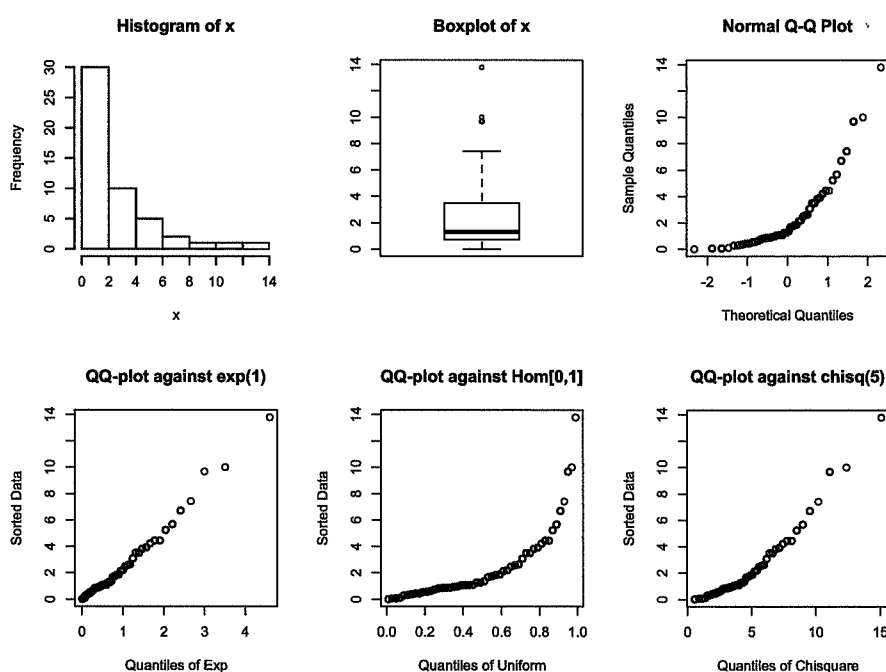 Histogram of x
Frequency
0 5 10 15 20 25 30
0 2 4 6 8 10 14
x
Boxplot of x
0 2 4 6 8 10 14
Normal Q-Q Plot
Sample Quantiles
0 2 4 6 8 10 14
-2 -1 0 1 2
Theoretical Quantiles
QQ-plot against exp(1)
Sorted Data
0 2 4 6 8 10 14
0 1 2 3 4
Quantiles of Exp
QQ-plot against Hom[0,1]
Sorted Data
0 2 4 6 8 10 14
0.0 0.2 0.4 0.6 0.8 1.0
Quantiles of Uniform
QQ-plot against chisq(5)
Sorted Data
0 2 4 6 8 10 14
0 5 10 15
Quantiles of Chisquare